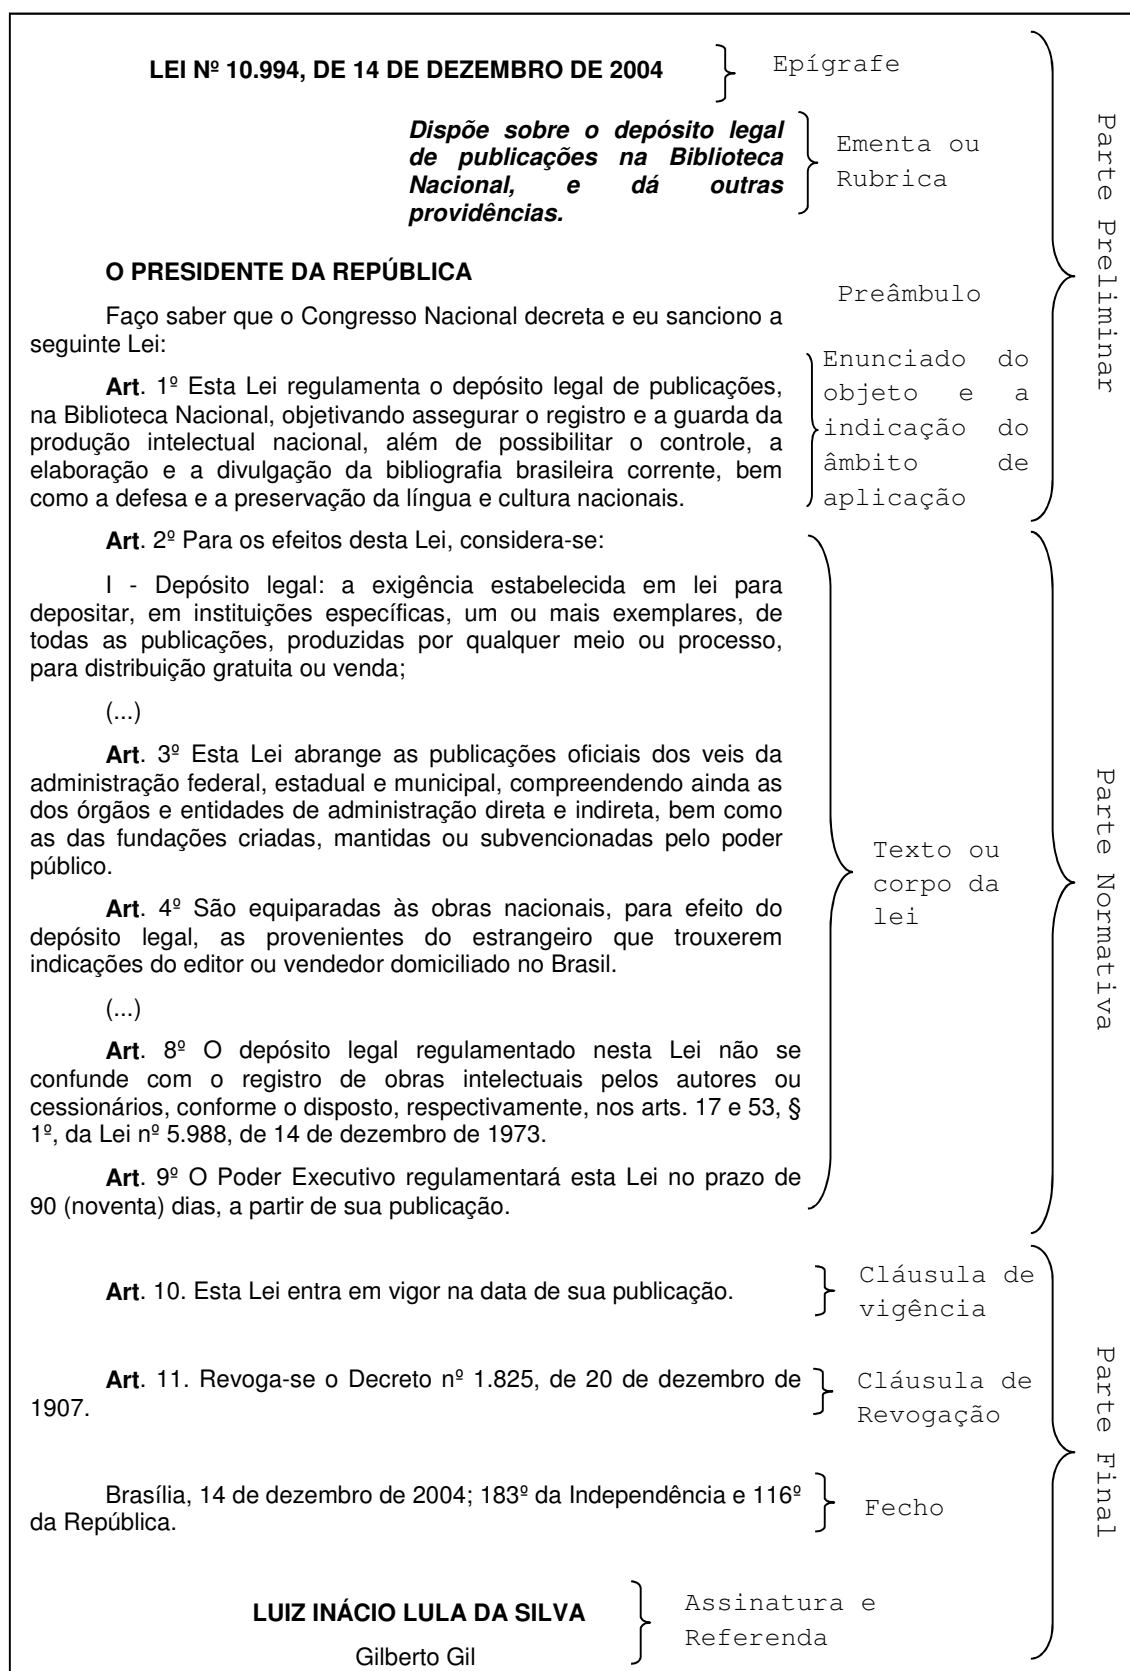 LEI Nº 10.994, DE 14 DE DEZEMBRO DE 2004
Epígrafe
Dispõe sobre o depósito legal
de publicações na Biblioteca
Nacional, e dá outras
providências.
Ementa ou
Rubrica
O PRESIDENTE DA REPÚBLICA
Preâmbulo
Faço saber que o Congresso Nacional decreta e eu sanciono a
seguinte Lei:
Art. 1º Esta Lei regulamenta o depósito legal de publicações,
na Biblioteca Nacional, objetivando assegurar o registro e a guarda da
produção intelectual nacional, além de possibilitar o controle, a
elaboração e a divulgação da bibliografia brasileira corrente, bem
como a defesa e a preservação da língua e cultura nacionais.
Enunciado do
objeto e a
indicação do
âmbito de
aplicação
Parte Preliminar
Art. 2º Para os efeitos desta Lei, considera-se:
I - Depósito legal: a exigência estabelecida em lei para
depositar, em instituições específicas, um ou mais exemplares, de
todas as publicações, produzidas por qualquer meio ou processo,
para distribuição gratuita ou venda;
(...)
Art. 3º Esta Lei abrange as publicações oficiais dos veis da
administração federal, estadual e municipal, compreendendo ainda as
dos órgãos e entidades de administração direta e indireta, bem como
as das fundações criadas, mantidas ou subvencionadas pelo poder
público.
Art. 4º São equiparadas às obras nacionais, para efeito do
depósito legal, as provenientes do estrangeiro que trouxerem
indicações do editor ou vendedor domiciliado no Brasil.
(...)
Art. 8º O depósito legal regulamentado nesta Lei não se
confunde com o registro de obras intelectuais pelos autores ou
cessionários, conforme o disposto, respectivamente, nos arts. 17 e 53, §
1º, da Lei nº 5.988, de 14 de dezembro de 1973.
Art. 9º O Poder Executivo regulamentará esta Lei no prazo de
90 (noventa) dias, a partir de sua publicação.
Texto ou
corpo da
lei
Parte Normativa
Art. 10. Esta Lei entra em vigor na data de sua publicação.
Cláusula de
vigência
Art. 11. Revoga-se o Decreto nº 1.825, de 20 de dezembro de
1907.
Cláusula de
Revogação
Brasília, 14 de dezembro de 2004; 183º da Independência e 116º
da República.
Fecho
LUIZ INÁCIO LULA DA SILVA
Gilberto Gil
Assinatura e
Referenda
Parte Final